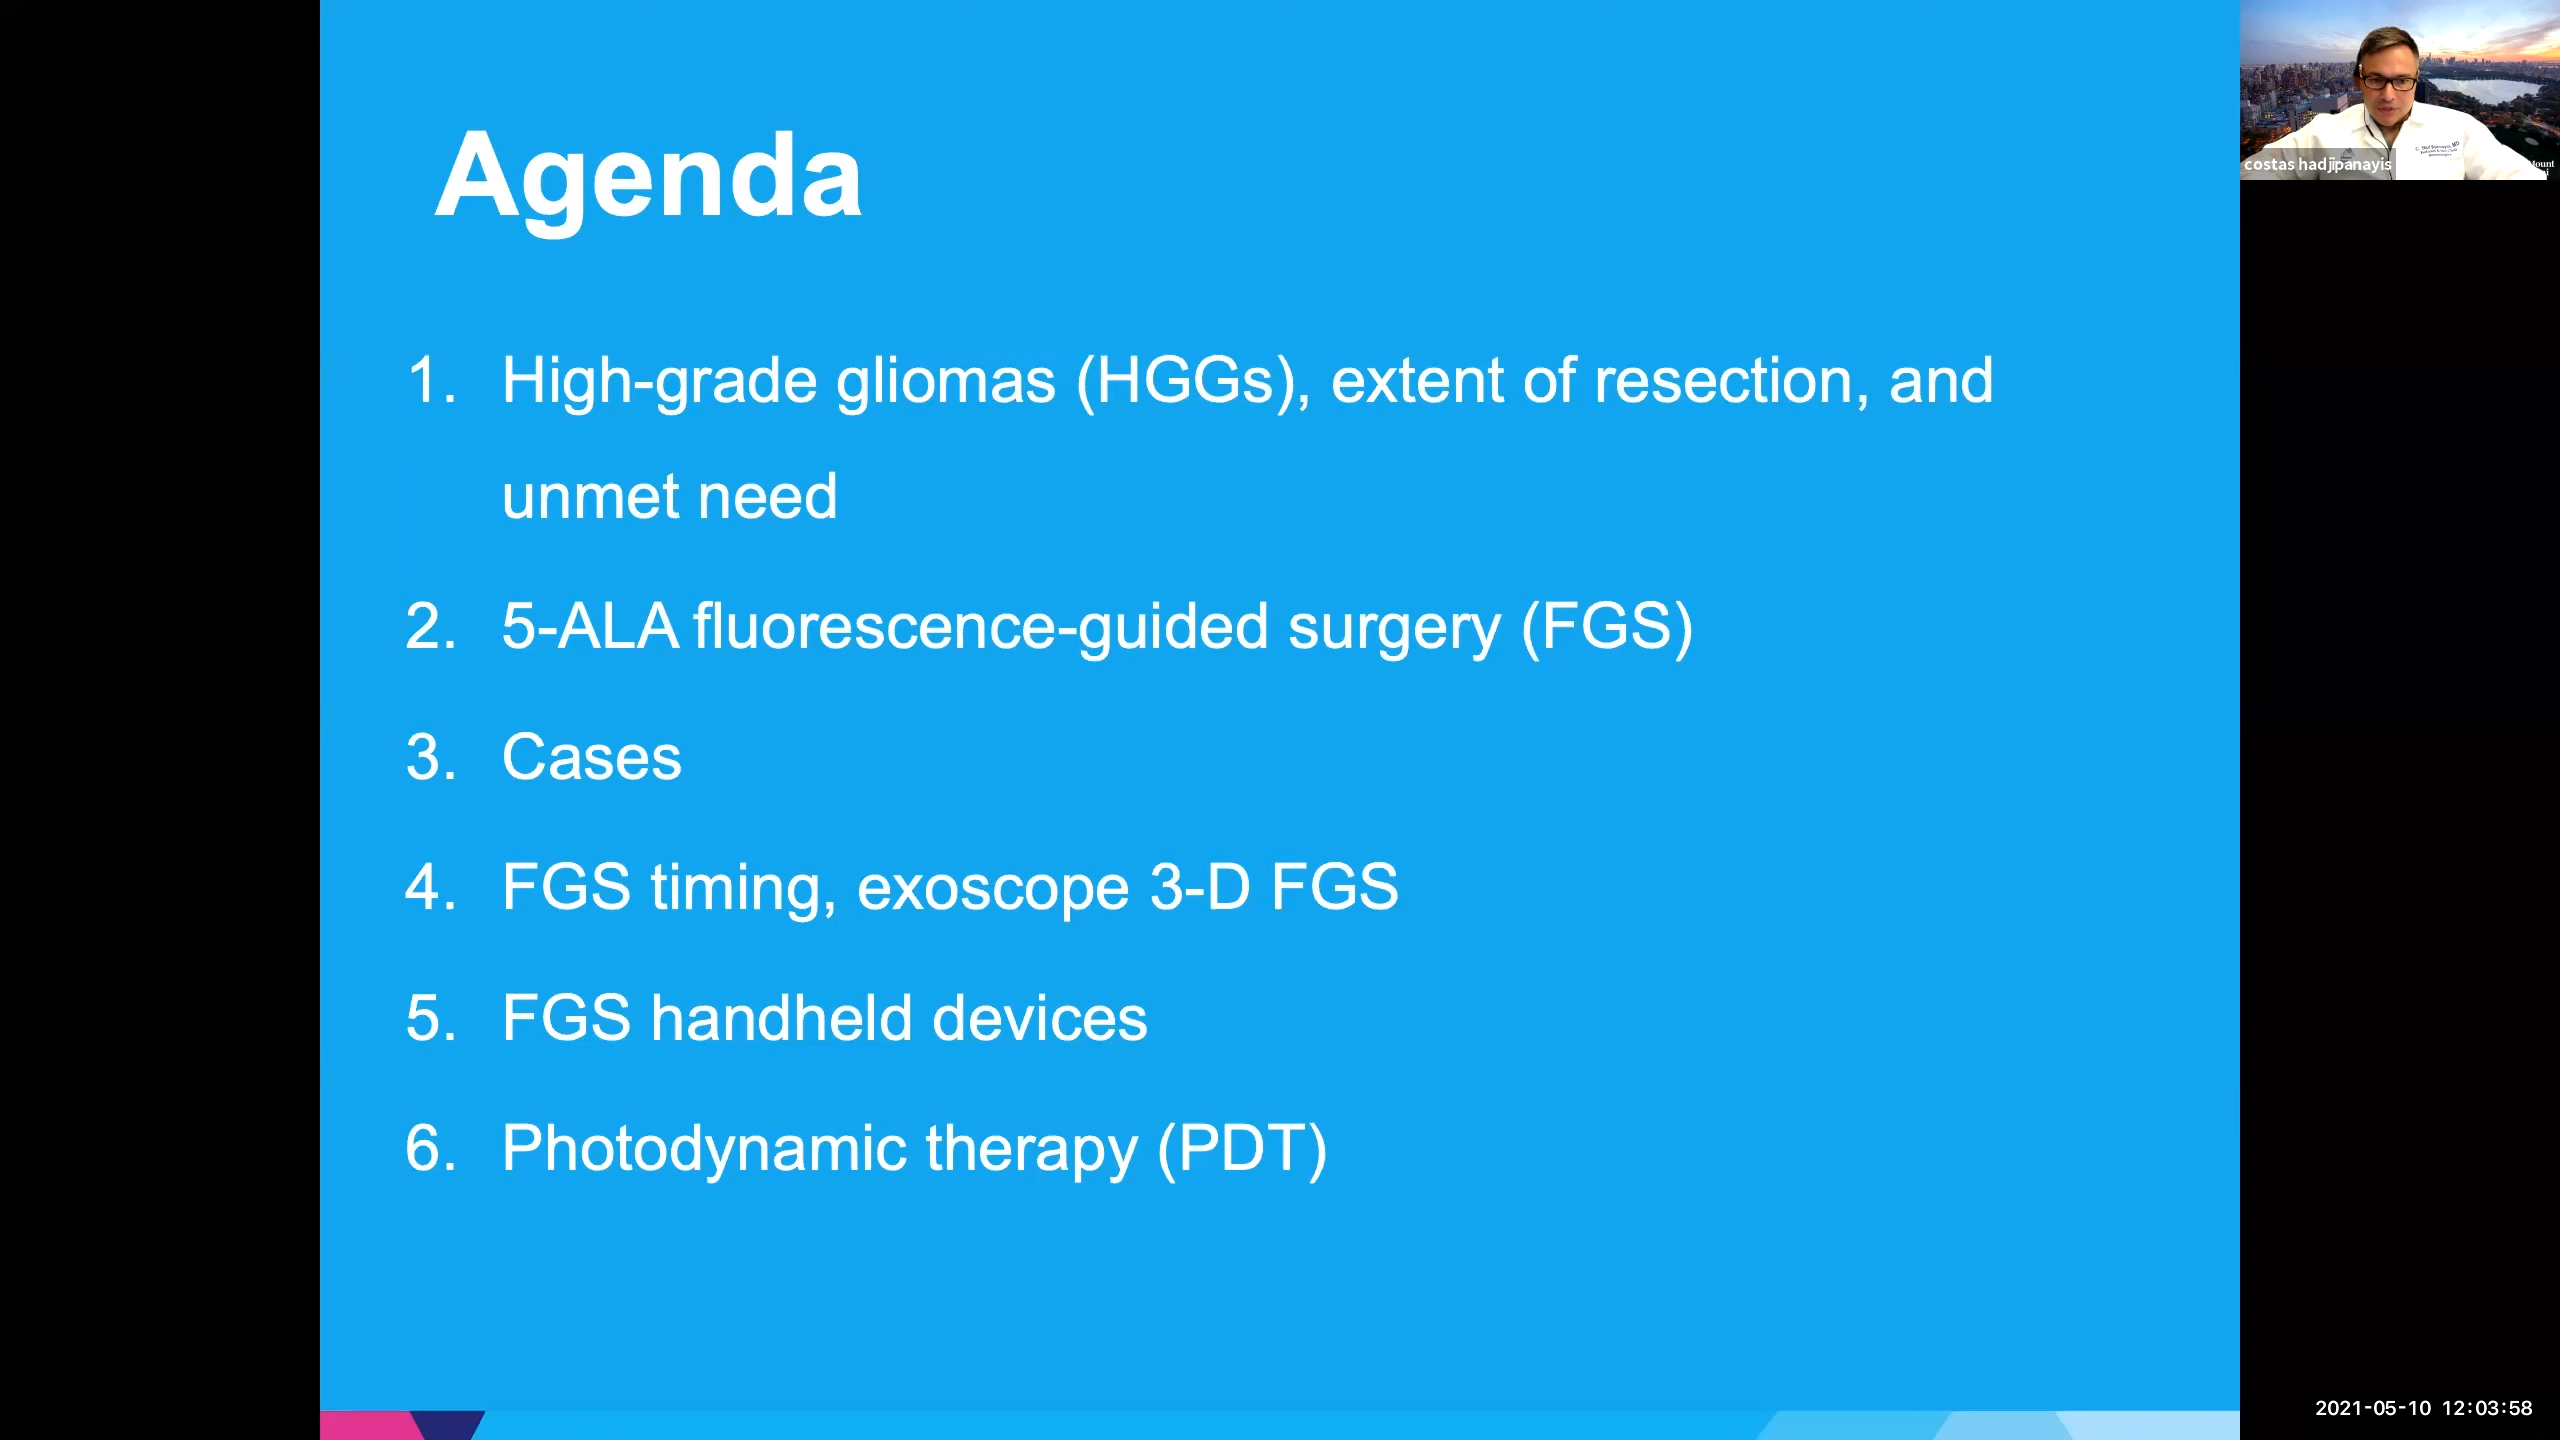 Agenda
1. High-grade gliomas (HGGs), extent of resection, and
unmet need
2. 5-ALA fluorescence-guided surgery (FGS)
3. Cases
4. FGS timing, exoscope 3-D FGS
5. FGS handheld devices
6. Photodynamic therapy (PDT)
costas hadjipanayis
2021-05-10 12:03:58